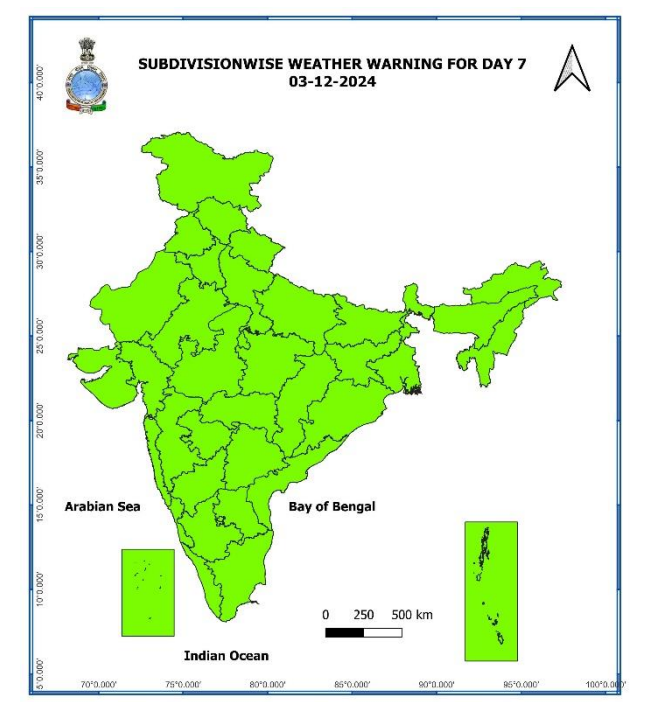 SUBDIVISIONWISE WEATHER WARNING FOR DAY 7
03-12-2024
40°0.000'
35°0.000'
30°0.000'
25°0.000'
20°0.000'
15°0.000'
10°0.000'
5°0.000'
Arabian Sea
Bay of Bengal
0 250 500 km
Indian Ocean
70°0.000' 75°0.000' 80°0.000' 85°0.000' 90°0.000' 95°0.000' 100°0.000'